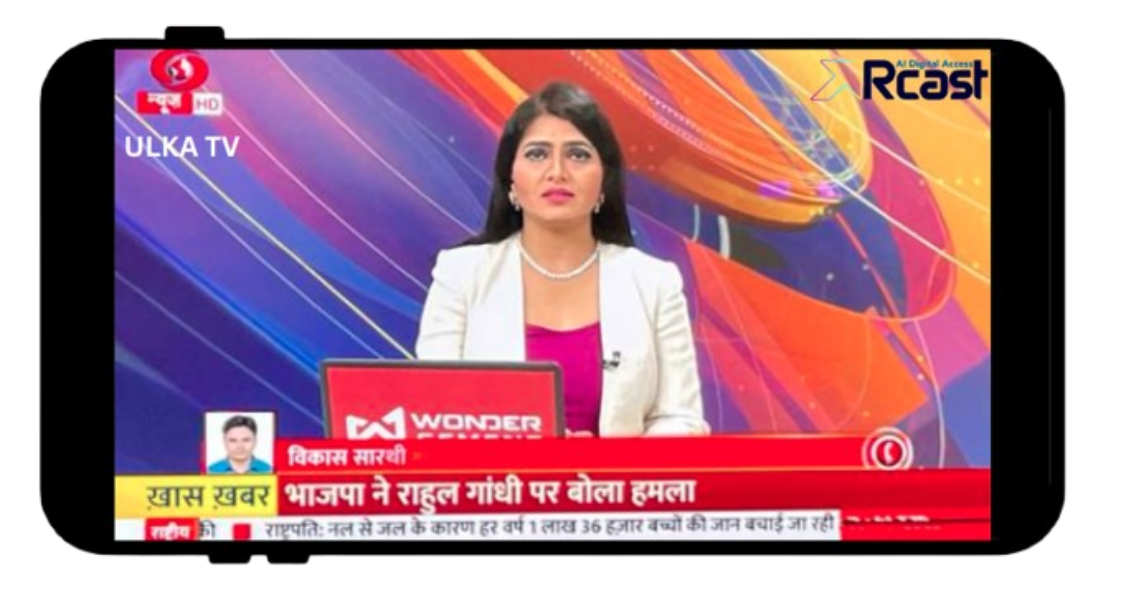 न्यूज़ HD
AI Digital Access
Rcast
ULKA TV
WONDER
CEMENT
विकास सारथी
ख़ास ख़बर
भाजपा ने राहुल गांधी पर बोला हमला
राष्ट्रीय की
राष्ट्रपति: नल से जल के कारण हर वर्ष 1 लाख 36 हज़ार बच्चों की जान बचाई जा रही